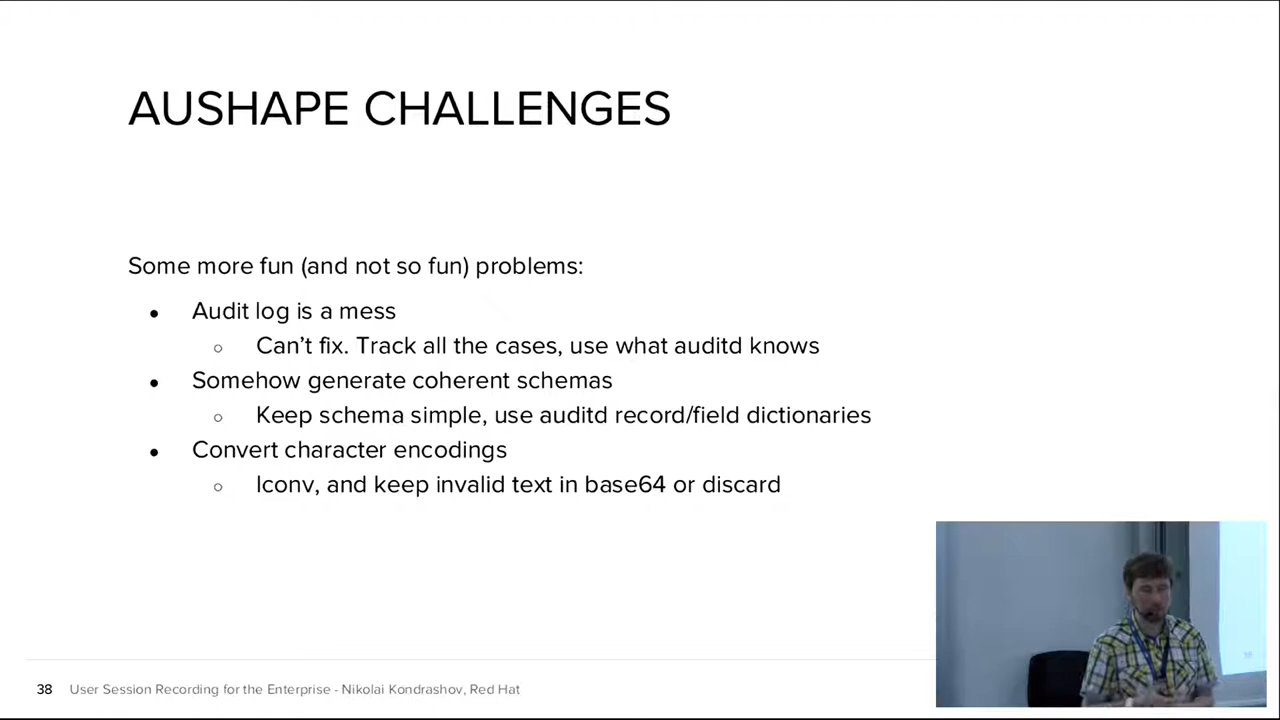 AUSHAPE CHALLENGES
Some more fun (and not so fun) problems:
● Audit log is a mess
○ Can’t fix. Track all the cases, use what auditd knows
● Somehow generate coherent schemas
○ Keep schema simple, use auditd record/field dictionaries
● Convert character encodings
○ Iconv, and keep invalid text in base64 or discard
38 User Session Recording for the Enterprise - Nikolai Kondrashov, Red Hat